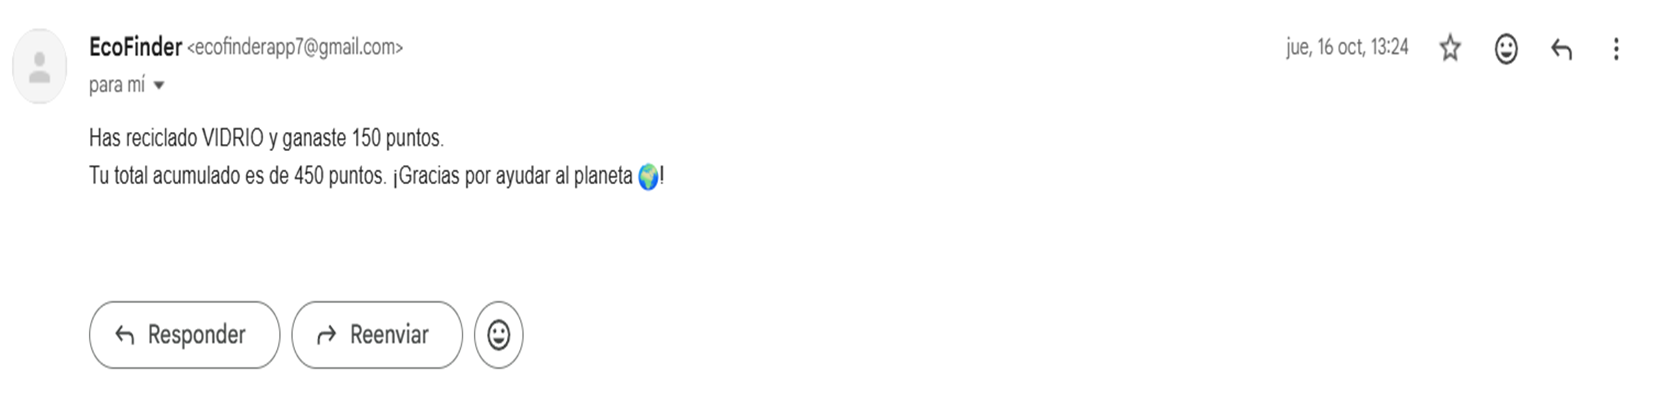 EcoFinder <ecofinderapp7@gmail.com>
jue, 16 oct, 13:24
para mí
Has reciclado VIDRIO y ganaste 150 puntos.
Tu total acumulado es de 450 puntos. ¡Gracias por ayudar al planeta 🌍!
Responder
Reenviar